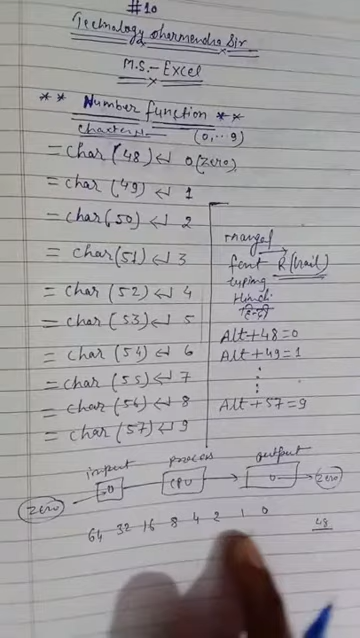 #10
Technology Dharmendra Sir
M.S.-Excel
** Number function **
(0,...9)
=char (48)↵ 0(zero)
=char (49) ↵ 1
=char(50) ↵ 2
=char(51) ↵ 3
=char (52) ↵ 4
=char (53) ↵ 5
=char (54) ↵ 6
=char (55) ↵ 7
=char (56) ↵ 8
=char (57) ↵ 9
mangal
font
typing
Hindi
हिन्दी
Alt+48=0
Alt+49=1
Alt+57=9
input process output
zero 0 CPU 0 zero
64 32 16 8 4 2 1 0
48